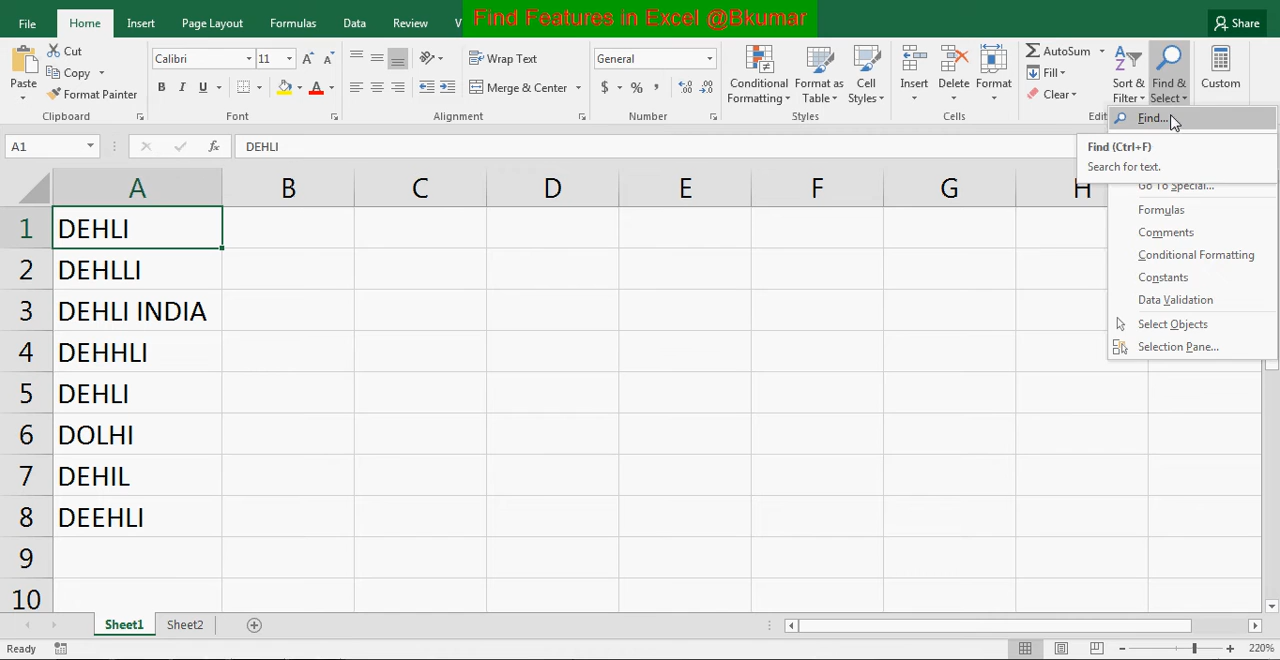 Find Features in Excel @Bkumar
File Home Insert Page Layout Formulas Data Review V
Share
Paste
Cut
Copy
Format Painter
Clipboard
Calibri 11
B I U
Font
Wrap Text
Merge & Center
Alignment
General
$ % ,
Number
Conditional Formatting
Format as Table
Cell Styles
Styles
Insert Delete Format
Cells
AutoSum
Fill
Clear
Sort & Filter
Find & Select
Custom
Edit
Find...
Find (Ctrl+F)
Search for text.
Go To Special...
Formulas
Comments
Conditional Formatting
Constants
Data Validation
Select Objects
Selection Pane...
A1 fx DEHLI
A B C D E F G H
1 DEHLI
2 DEHLLI
3 DEHLI INDIA
4 DEHHLI
5 DEHLI
6 DOLHI
7 DEHIL
8 DEEHLI
9
10
Sheet1 Sheet2
Ready
220%